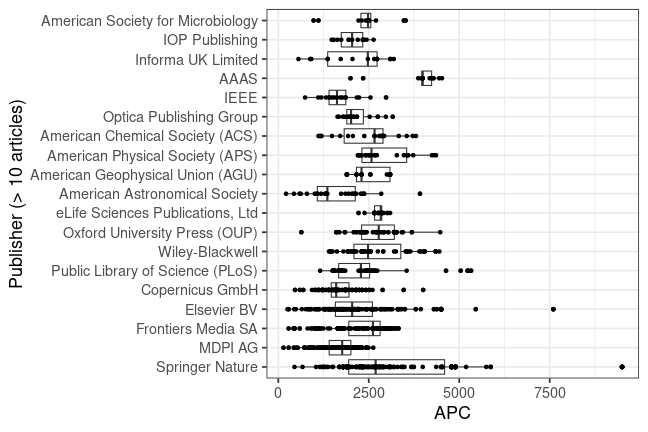 American Society for Microbiology
IOP Publishing
Informa UK Limited
AAAS
IEEE
Optica Publishing Group
American Chemical Society (ACS)
American Physical Society (APS)
American Geophysical Union (AGU)
American Astronomical Society
eLife Sciences Publications, Ltd
Oxford University Press (OUP)
Wiley-Blackwell
Public Library of Science (PLoS)
Copernicus GmbH
Elsevier BV
Frontiers Media SA
MDPI AG
Springer Nature
Publisher (> 10 articles)
0 2500 5000 7500
APC